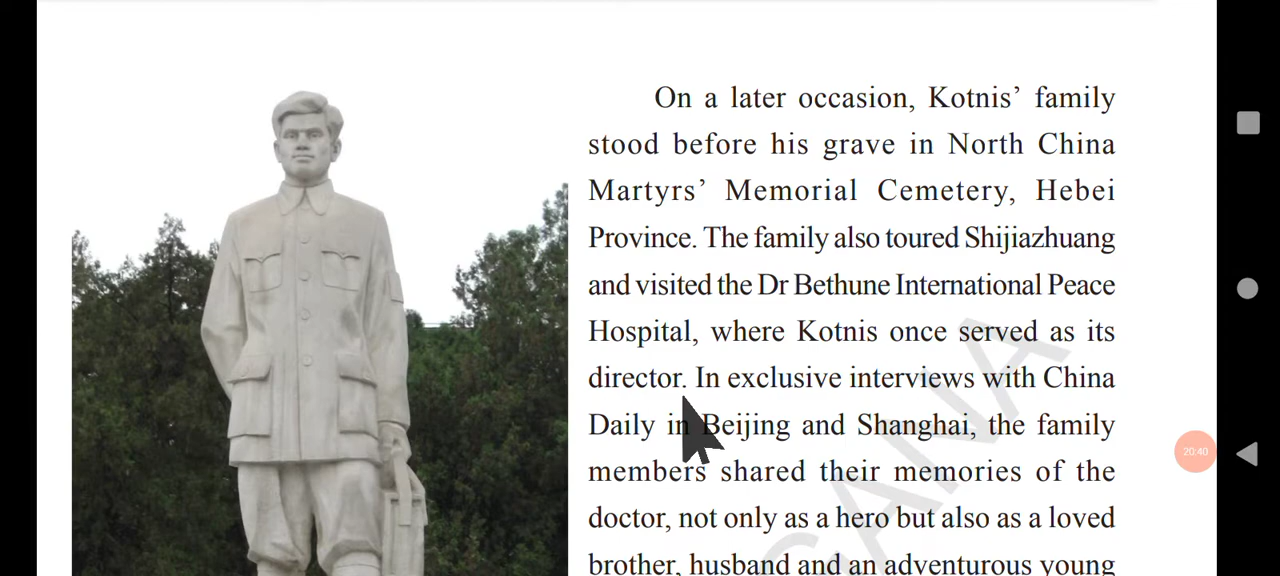 On a later occasion, Kotnis’ family
stood before his grave in North China
Martyrs’ Memorial Cemetery, Hebei
Province. The family also toured Shijiazhuang
and visited the Dr Bethune International Peace
Hospital, where Kotnis once served as its
director. In exclusive interviews with China
Daily in Beijing and Shanghai, the family
members shared their memories of the
doctor, not only as a hero but also as a loved
brother, husband and an adventurous young
20:40